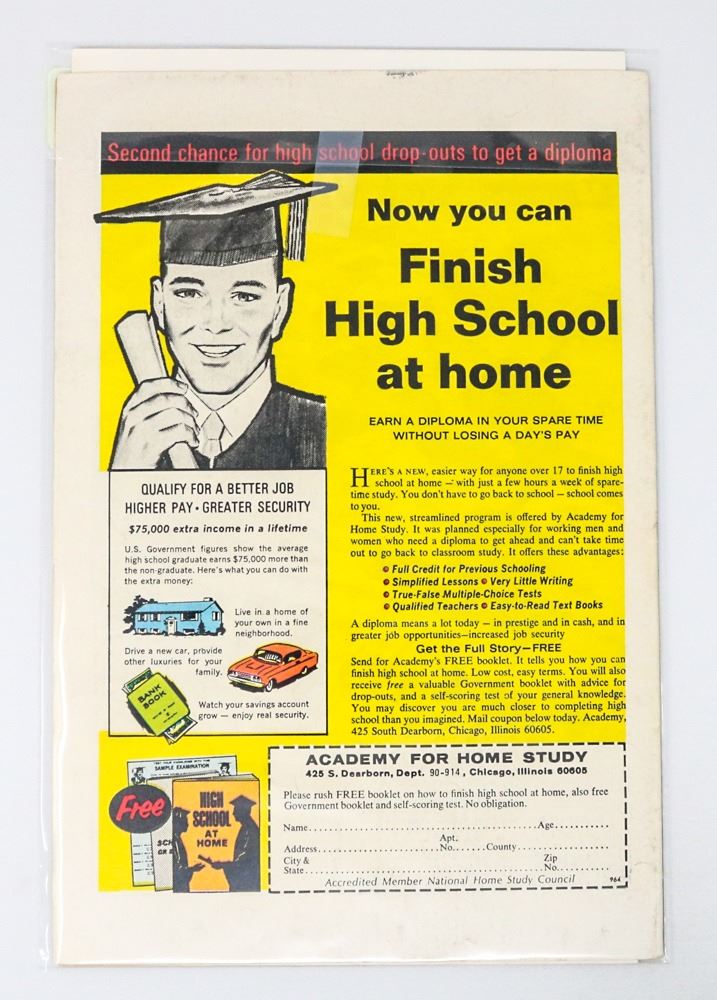 Second chance for high school drop-outs to get a diploma
Now you can
Finish
High School
at home
EARN A DIPLOMA IN YOUR SPARE TIME
WITHOUT LOSING A DAY'S PAY
HERE'S A NEW, easier way for anyone over 17 to finish high
school at home — with just a few hours a week of spare-
time study. You don't have to go back to school — school comes
to you.
This new, streamlined program is offered by Academy for
Home Study. It was planned especially for working men and
women who need a diploma to get ahead and can't take time
out to go back to classroom study. It offers these advantages:
Full Credit for Previous Schooling
Simplified Lessons • Very Little Writing
True-False Multiple-Choice Tests
Qualified Teachers • Easy-to-Read Text Books
A diploma means a lot today — in prestige and in cash, and in
greater job opportunities—increased job security
Get the Full Story—FREE
Send for Academy's FREE booklet. It tells you how you can
finish high school at home. Low cost, easy terms. You will also
receive free a valuable Government booklet with advice for
drop-outs, and a self-scoring test of your general knowledge.
You may discover you are much closer to completing high
school than you imagined. Mail coupon below today. Academy,
425 South Dearborn, Chicago, Illinois 60605.
QUALIFY FOR A BETTER JOB
HIGHER PAY • GREATER SECURITY
$75,000 extra income in a lifetime
U.S. Government figures show the average
high school graduate earns $75,000 more than
the non-graduate. Here's what you can do with
the extra money:
Live in a home of
your own in a fine
neighborhood.
Drive a new car, provide
other luxuries for your
family.
BANK
BOOK
Watch your savings account
grow — enjoy real security.
SAMPLE EXAMINATION
Free
HIGH
SCHOOL
AT
HOME
ACADEMY FOR HOME STUDY
425 S. Dearborn, Dept. 90-914, Chicago, Illinois 60605
Please rush FREE booklet on how to finish high school at home, also free
Government booklet and self-scoring test. No obligation.
Name Age
Apt.
Address No. County
City & Zip
State No.
Accredited Member National Home Study Council 964